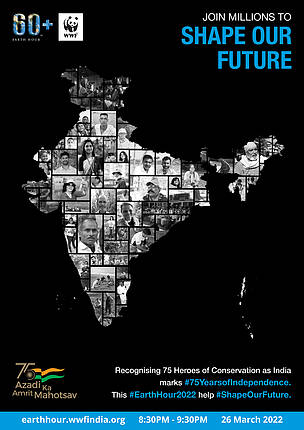 60+
EARTH HOUR
WWF
JOIN MILLIONS TO
SHAPE OUR
FUTURE
Recognising 75 Heroes of Conservation as India
marks #75YearsofIndependence.
This #EarthHour2022 help #ShapeOurFuture.
75
Azadi Ka
Amrit Mahotsav
earthhour.wwfindia.org 8:30PM - 9:30PM 26 March 2022